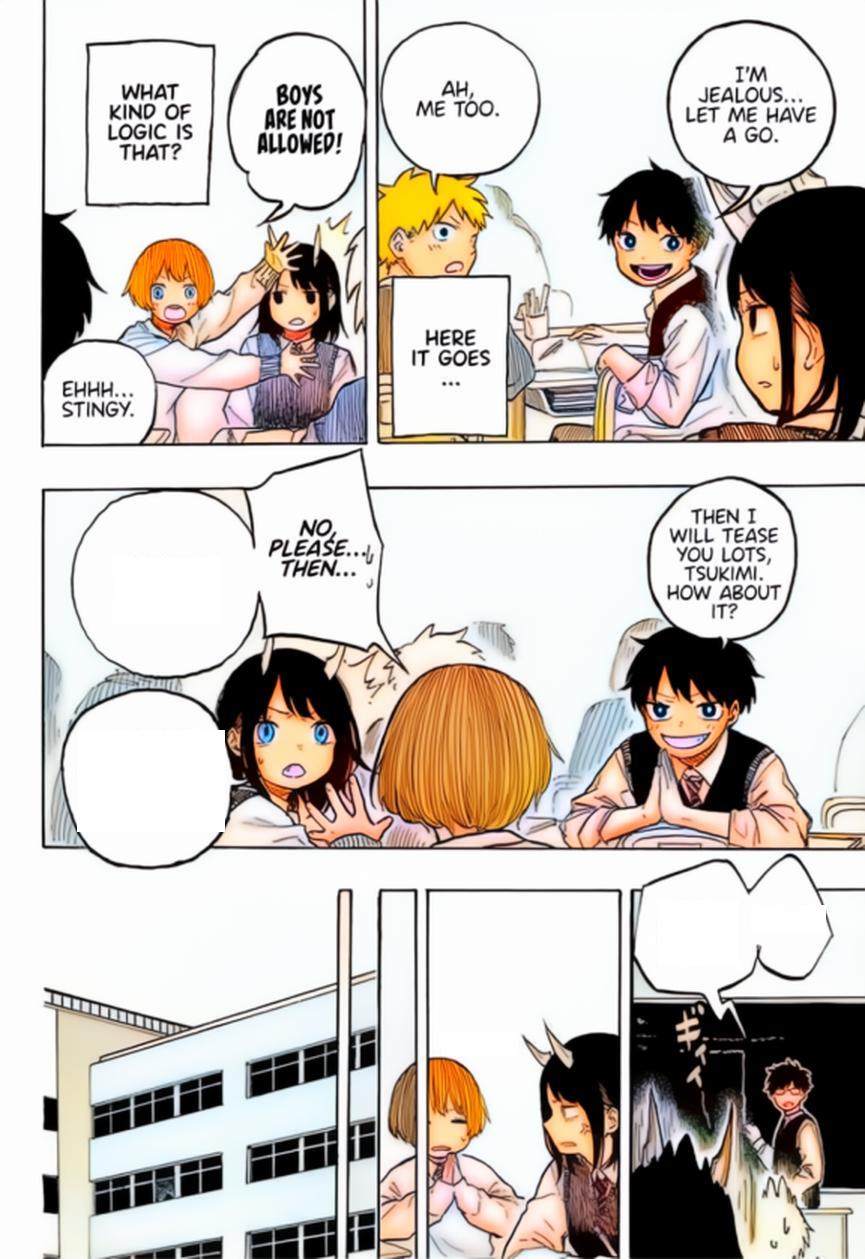 I'M
JEALOUS...
LET ME HAVE
A GO.
AH,
ME TOO.
HERE
IT GOES
...
BOYS
ARE NOT
ALLOWED!
WHAT
KIND OF
LOGIC IS
THAT?
EHHH...
STINGY.
THEN I
WILL TEASE
YOU LOTS,
TSUKIMI.
HOW ABOUT
IT?
NO,
PLEASE...
THEN...
ギィィ